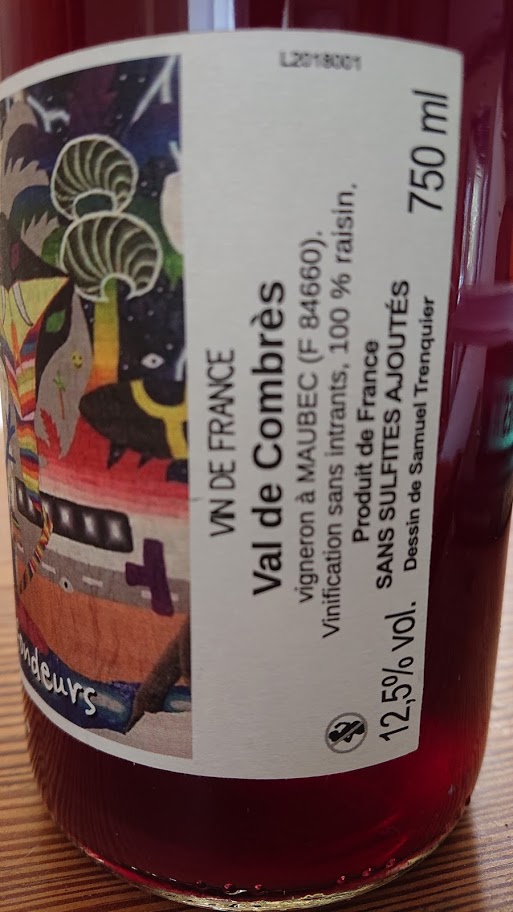 L2018001
VIN DE FRANCE
Val de Combrès
vigneron à MAUBEC (F 84660).
Vinification sans intrants, 100 % raisin,
Produit de France
SANS SULFITES AJOUTÉS
12,5% vol. Dessin de Samuel Trenquier 750 ml